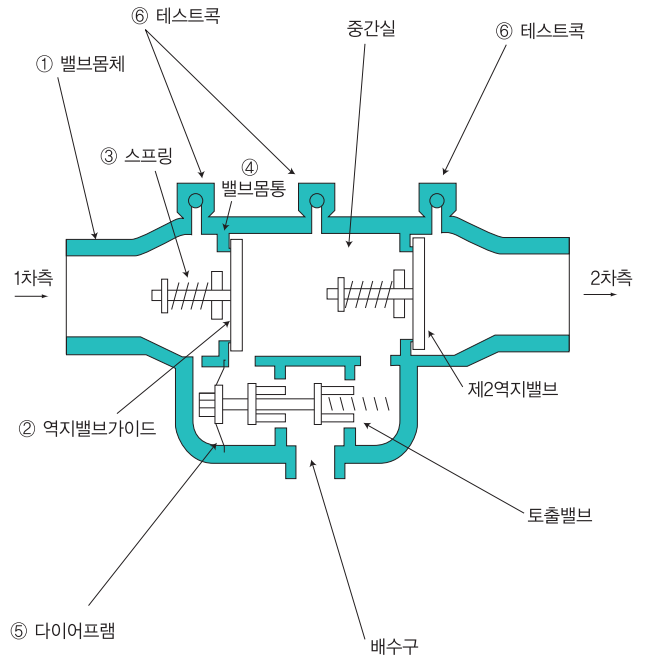 ⑥ 테스트콕
중간실
⑥ 테스트콕
① 밸브몸체
③ 스프링
④
밸브몸통
1차측
2차측
제2역지밸브
② 역지밸브가이드
토출밸브
⑤ 다이어프램
배수구